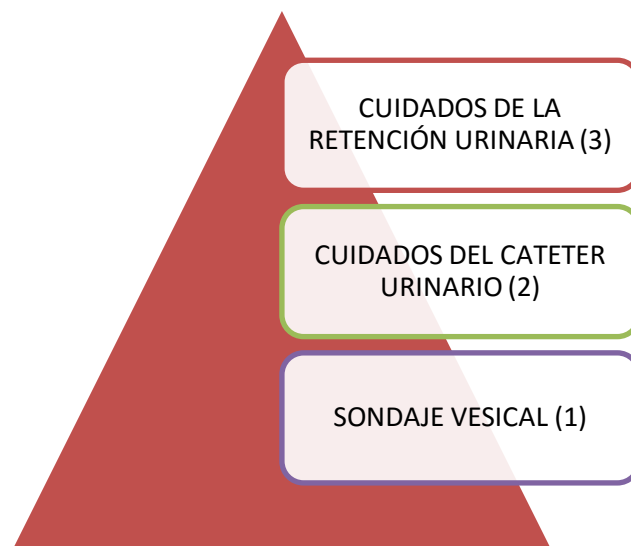 CUIDADOS DE LA
RETENCIÓN URINARIA (3)
CUIDADOS DEL CATETER
URINARIO (2)
SONDAJE VESICAL (1)